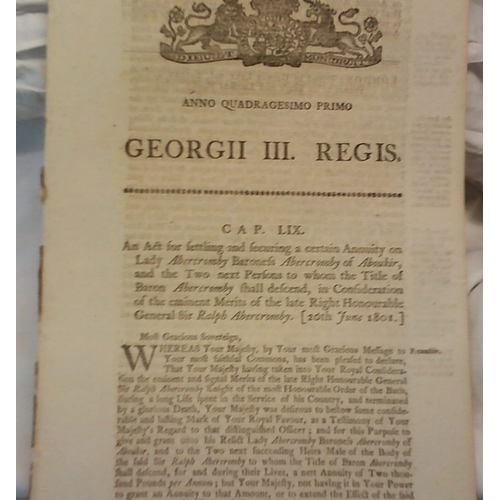 DIEU ET MON DROIT
ANNO QUADRAGESIMO PRIMO
GEORGII III. REGIS.
CAP. LIX.
An Act for settling and securing a certain Annuity on
Lady Abercromby Baroness Abercromby of Aboukir,
and the Two next Persons to whom the Title of
Baron Abercromby shall descend, in Consideration
of the eminent Merits of the late Right Honourable
General Sir Ralph Abercromby. [20th June 1801.]
Most Gracious Sovereign,
WHEREAS Your Majesty, by Your most Gracious Message to Preamble.
Your most faithful Commons, has been pleased to declare,
That Your Majesty having taken into Your Royal Considera-
tion the eminent and signal Merits of the late Right Honourable General
Sir Ralph Abercromby Knight of the most Honourable Order of the Bath,
during a long Life spent in the Service of his Country, and terminated
by a glorious Death, Your Majesty was desirous to bestow some conside-
rable and lasting Mark of Your Royal Favour, as a Testimony of Your
Majesty's Regard to that distinguished Officer; and for this Purpose to
give and grant unto his Relict Lady Abercromby Baroness Abercromby of
Aboukir, and to the Two next succeeding Heirs Male of the Body of
the said Sir Ralph Abercromby to whom the Title of Baron Abercromby
shall descend, for and during their Lives, a nett Annuity of Two thou-
sand Pounds per Annum; but Your Majesty, not having it in Your Power
to grant an Annuity to that Amount, or to extend the Effect of the said